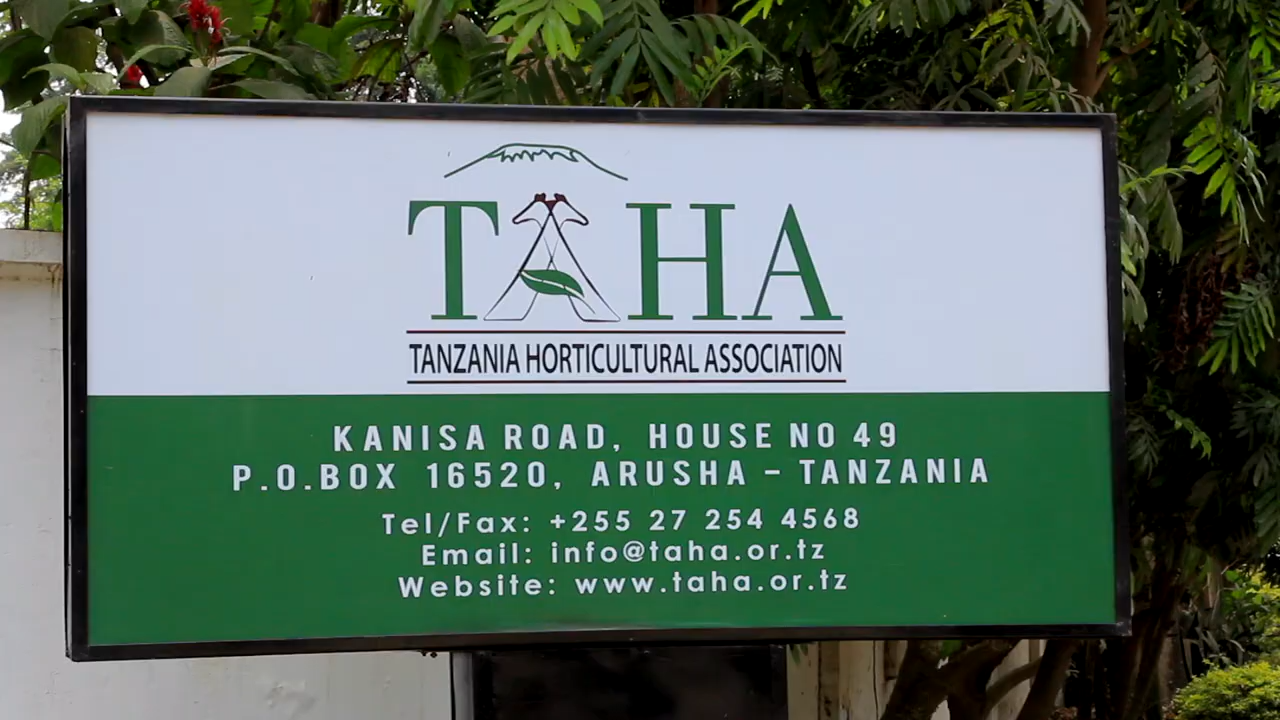 TAHA
TANZANIA HORTICULTURAL ASSOCIATION
KANISA ROAD, HOUSE NO 49
P.O.BOX 16520, ARUSHA - TANZANIA
Tel/Fax: +255 27 254 4568
Email: info@taha.or.tz
Website: www.taha.or.tz